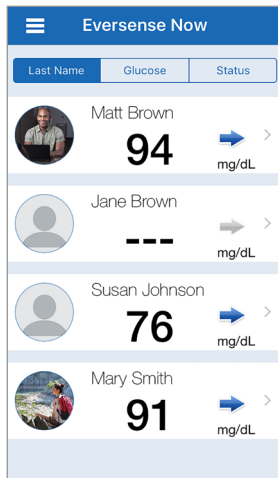 Eversense Now
Last Name Glucose Status
Matt Brown
94
mg/dL
Jane Brown
---
mg/dL
Susan Johnson
76
mg/dL
Mary Smith
91
mg/dL